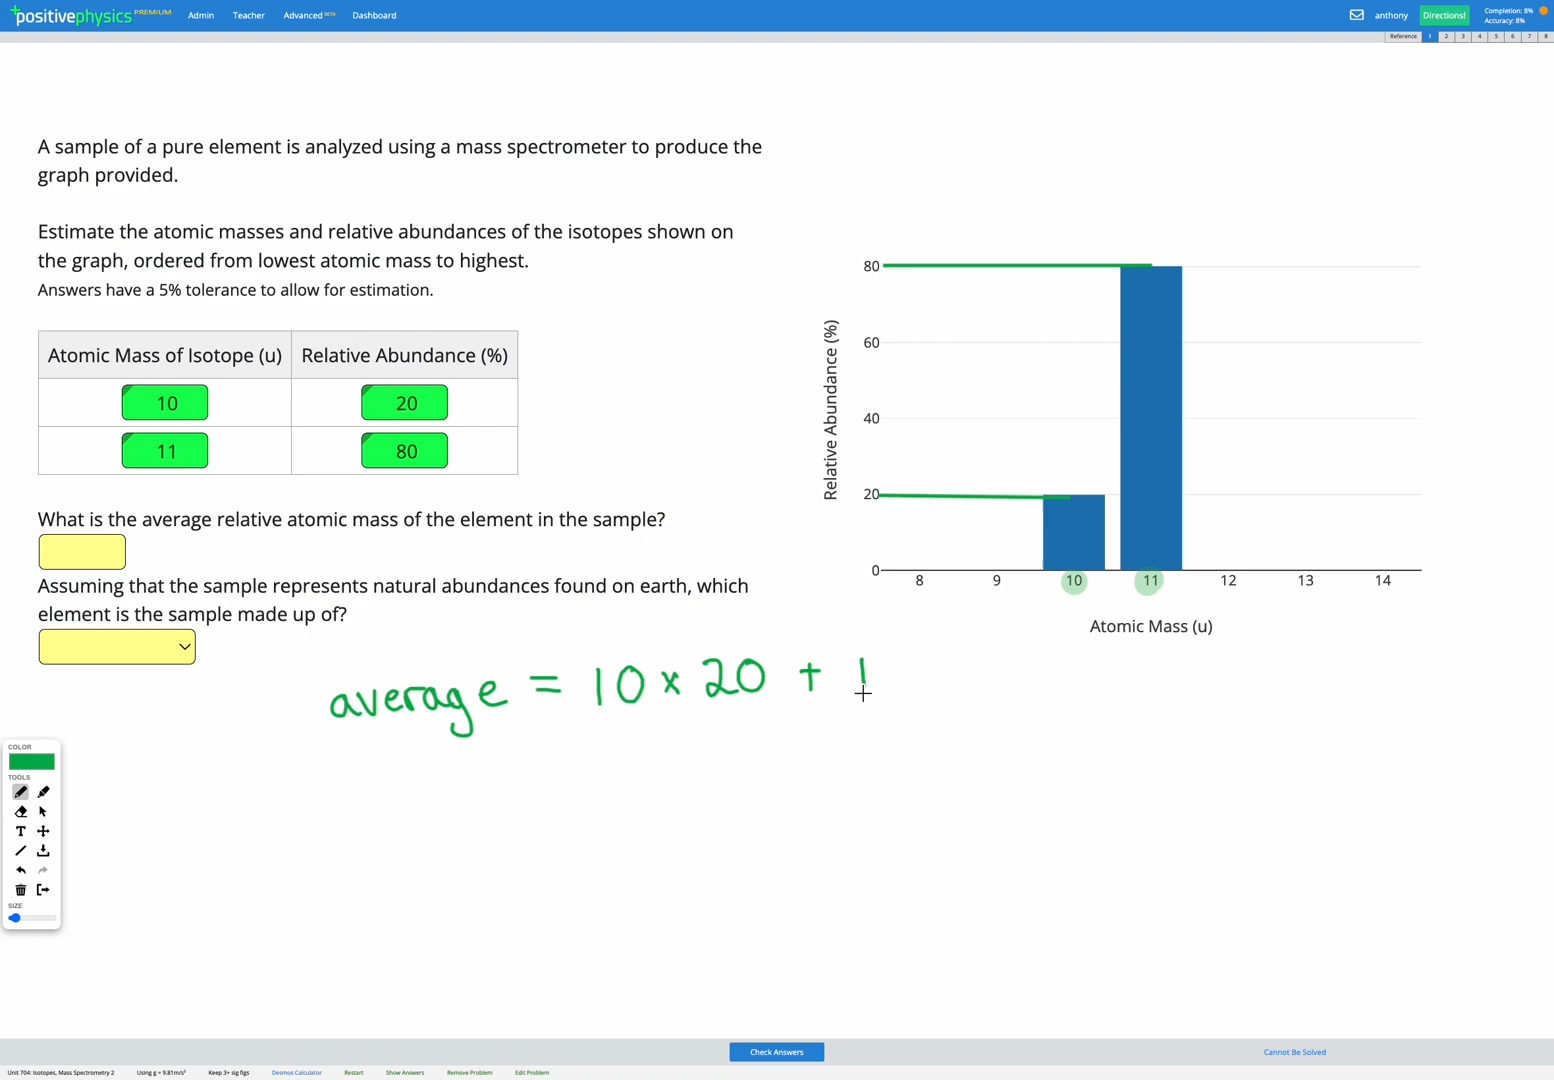 +positivephysics PREMIUM Admin Teacher Advanced BETA Dashboard anthony Directions! Completion: 8%
Accuracy: 8%
Reference 1 2 3 4 5 6 7 8
A sample of a pure element is analyzed using a mass spectrometer to produce the
graph provided.
Estimate the atomic masses and relative abundances of the isotopes shown on
the graph, ordered from lowest atomic mass to highest.
Answers have a 5% tolerance to allow for estimation.
Atomic Mass of Isotope (u) Relative Abundance (%)
10 20
11 80
What is the average relative atomic mass of the element in the sample?
Assuming that the sample represents natural abundances found on earth, which
element is the sample made up of?
Relative Abundance (%)
80
60
40
20
0
8 9 10 11 12 13 14
Atomic Mass (u)
average = 10 × 20 + 1
COLOR
TOOLS
T
SIZE
Check Answers Cannot Be Solved
Unit 704: Isotopes, Mass Spectrometry 2 Using g = 9.81m/s² Keep 3+ sig figs Desmos Calculator Restart Show Answers Remove Problem Edit Problem